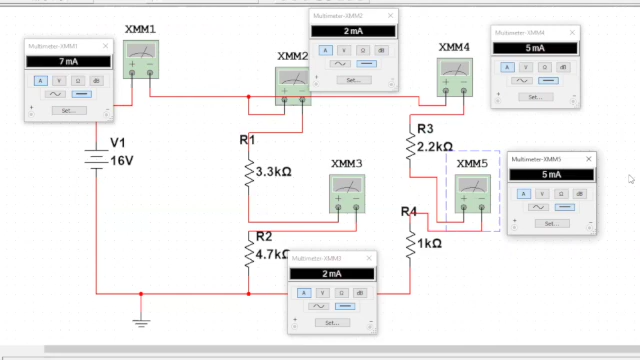 Multimeter-XMM1
7 mA
A V Ω dB
Set...
XMM1
Multimeter-XMM2
2 mA
A V Ω dB
Set...
XMM2
XMM4
Multimeter-XMM4
5 mA
A V Ω dB
Set...
V1
16V
R1
3.3kΩ
XMM3
R3
2.2kΩ
XMM5
Multimeter-XMM5
5 mA
A V Ω dB
Set...
R2
4.7kΩ
R4
1kΩ
Multimeter-XMM3
2 mA
A V Ω dB
Set...